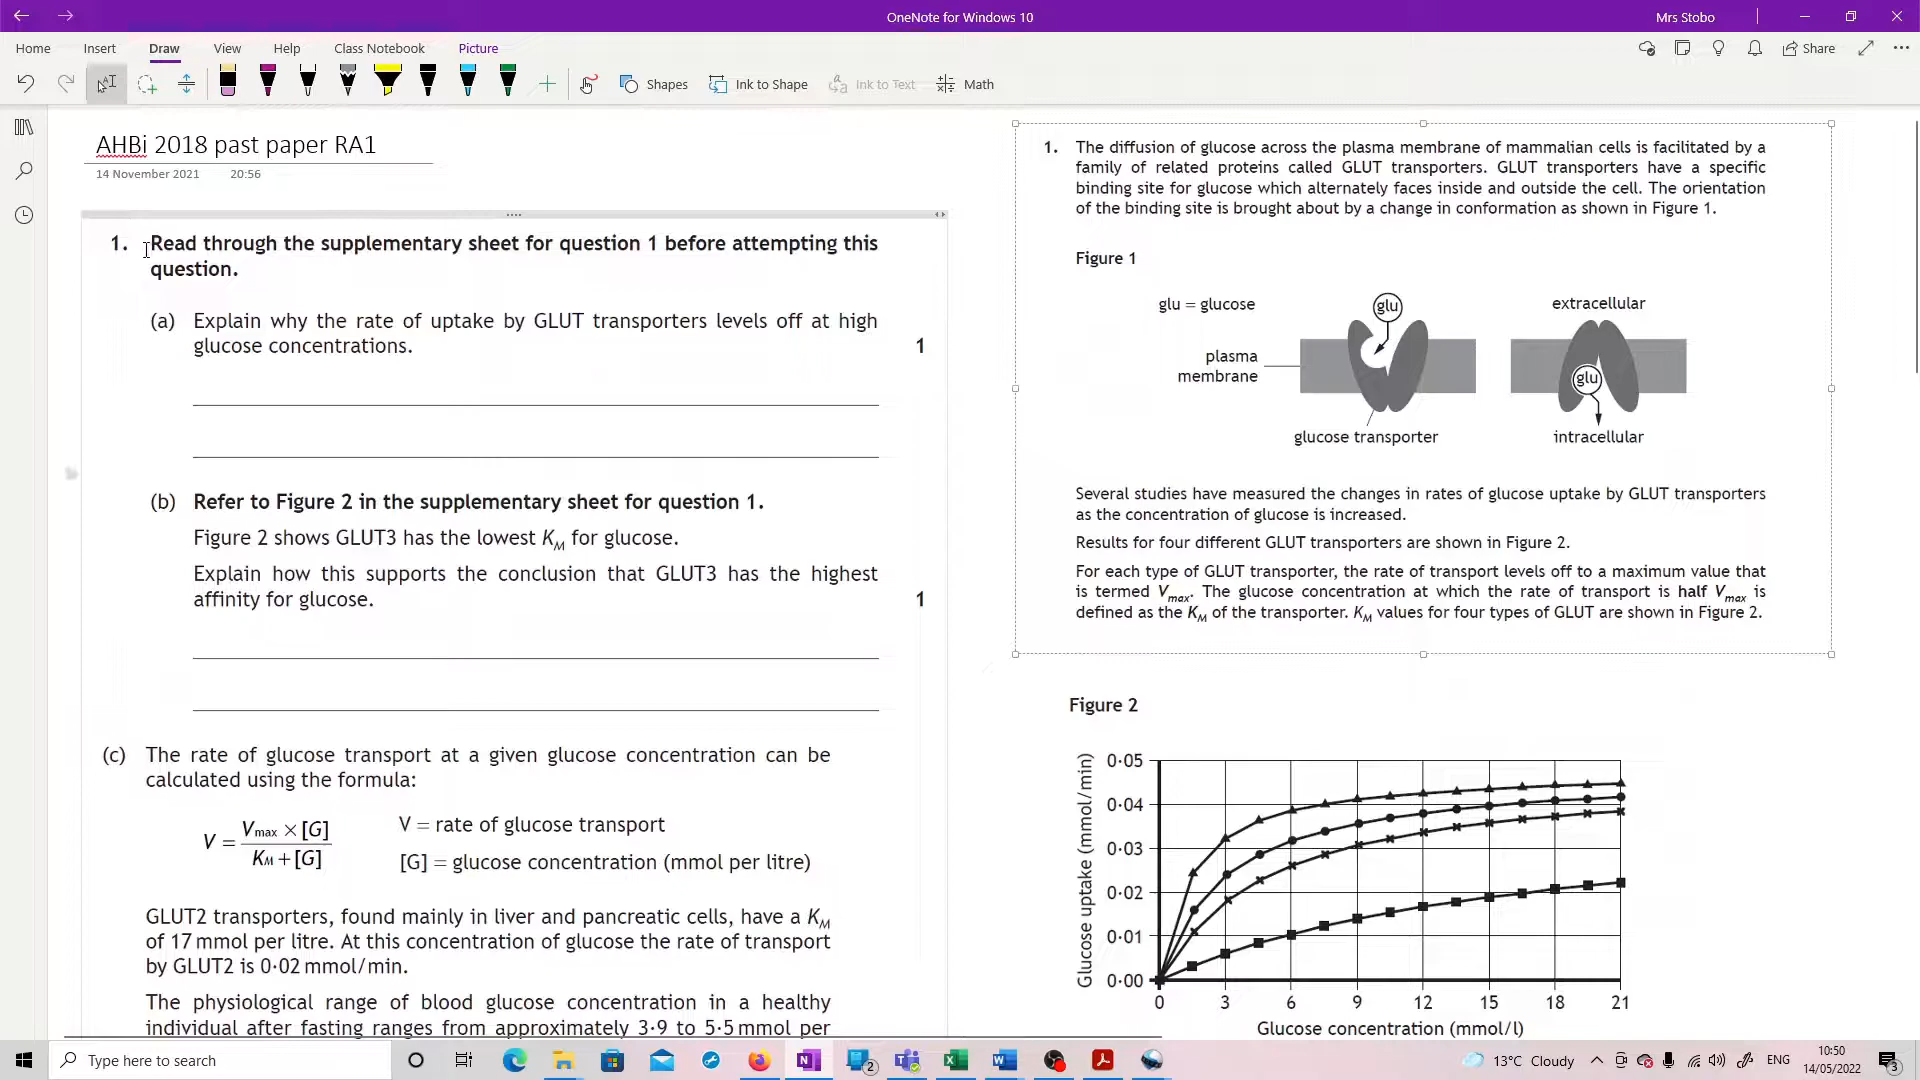 OneNote for Windows 10
Mrs Stobo
Home Insert Draw View Help Class Notebook Picture
Share
Shapes Ink to Shape Ink to Text Math
AHBi 2018 past paper RA1
14 November 2021 20:56
1. Read through the supplementary sheet for question 1 before attempting this
question.
(a) Explain why the rate of uptake by GLUT transporters levels off at high
glucose concentrations. 1
(b) Refer to Figure 2 in the supplementary sheet for question 1.
Figure 2 shows GLUT3 has the lowest KM for glucose.
Explain how this supports the conclusion that GLUT3 has the highest
affinity for glucose. 1
(c) The rate of glucose transport at a given glucose concentration can be
calculated using the formula:
V = Vmax × [G]
KM + [G]
V = rate of glucose transport
[G] = glucose concentration (mmol per litre)
GLUT2 transporters, found mainly in liver and pancreatic cells, have a KM
of 17 mmol per litre. At this concentration of glucose the rate of transport
by GLUT2 is 0·02 mmol/min.
The physiological range of blood glucose concentration in a healthy
individual after fasting ranges from approximately 3·9 to 5·5 mmol per
1. The diffusion of glucose across the plasma membrane of mammalian cells is facilitated by a
family of related proteins called GLUT transporters. GLUT transporters have a specific
binding site for glucose which alternately faces inside and outside the cell. The orientation
of the binding site is brought about by a change in conformation as shown in Figure 1.
Figure 1
glu = glucose
glu
extracellular
plasma
membrane
glu
glucose transporter
intracellular
Several studies have measured the changes in rates of glucose uptake by GLUT transporters
as the concentration of glucose is increased.
Results for four different GLUT transporters are shown in Figure 2.
For each type of GLUT transporter, the rate of transport levels off to a maximum value that
is termed Vmax. The glucose concentration at which the rate of transport is half Vmax is
defined as the KM of the transporter. KM values for four types of GLUT are shown in Figure 2.
Figure 2
Glucose uptake (mmol/min)
0·05
0·04
0·03
0·02
0·01
0·00
0 3 6 9 12 15 18 21
Glucose concentration (mmol/l)
Type here to search
2
13°C Cloudy
ENG
10:50
14/05/2022
3